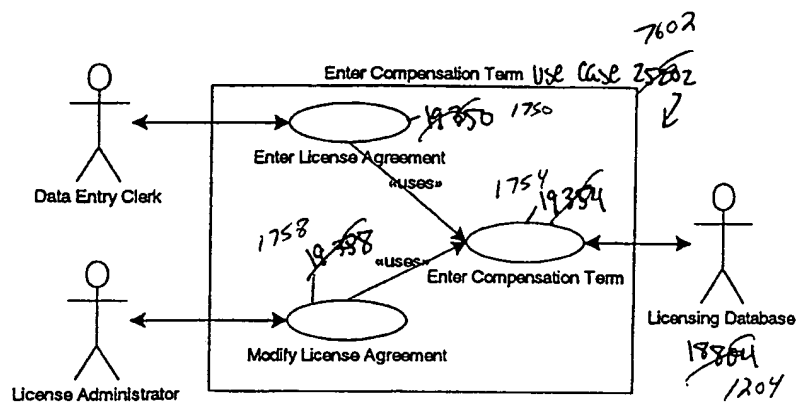 7602
Enter Compensation Term use case 25202
19350 1750
Enter License Agreement
Data Entry Clerk
«uses»
1754
19354
1758
19358
«uses»
Enter Compensation Term
Licensing Database
Modify License Agreement
18804
1204
License Administrator